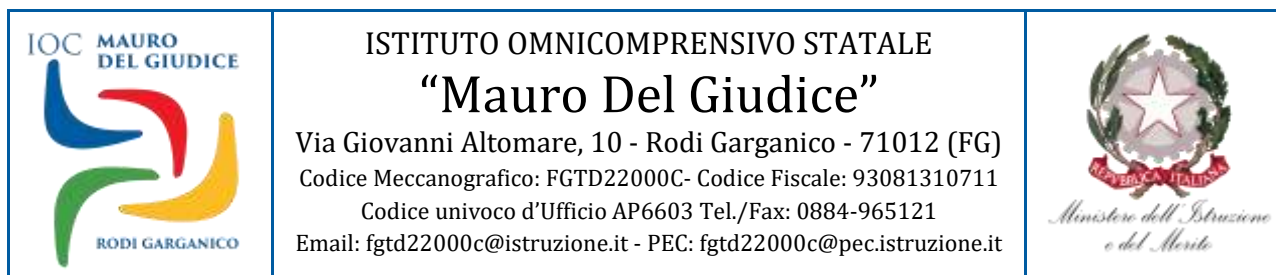 IOC MAURO
DEL GIUDICE
RODI GARGANICO
ISTITUTO OMNICOMPRENSIVO STATALE
“Mauro Del Giudice”
Via Giovanni Altomare, 10 - Rodi Garganico - 71012 (FG)
Codice Meccanografico: FGTD22000C- Codice Fiscale: 93081310711
Codice univoco d’Ufficio AP6603 Tel./Fax: 0884-965121
Email: fgtd22000c@istruzione.it - PEC: fgtd22000c@pec.istruzione.it
REPVBBLICA ITALIANA
Ministero dell'Istruzione
e del Merito